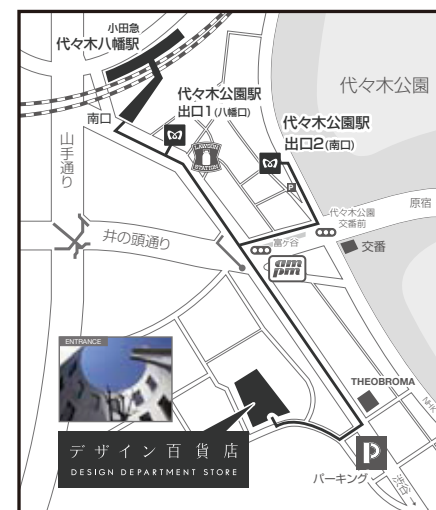 小田急
代々木八幡駅
代々木公園駅
出口1(八幡口)
代々木公園駅
出口2(南口)
代々木公園
南口
LAWSON
STATION
P
山手通り
井の頭通り
代々木公園
交番前
原宿
富ヶ谷
交番
am
pm
ENTRANCE
THEOBROMA
NHK
デザイン百貨店
DESIGN DEPARTMENT STORE
P
パーキング
渋谷→